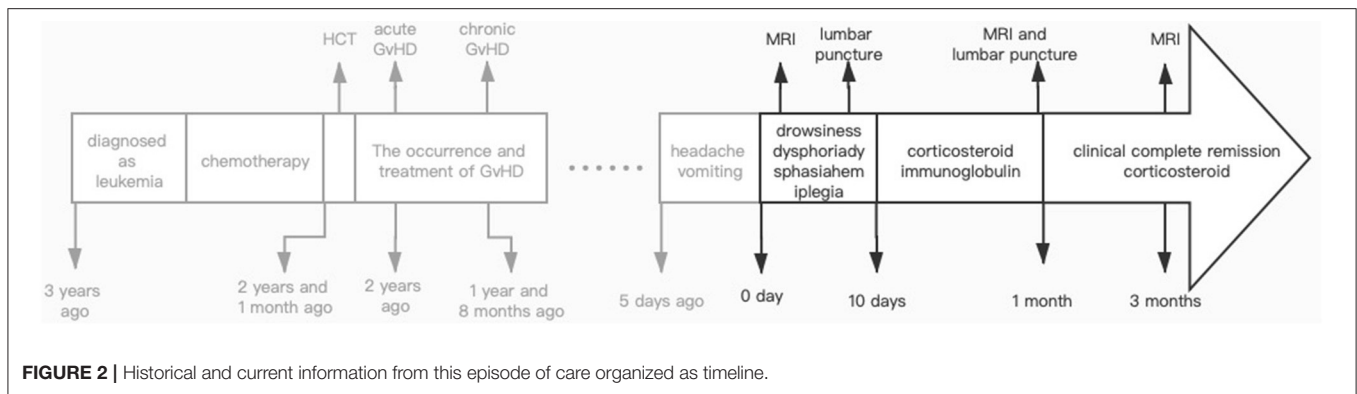 HCT
acute
GvHD
chronic
GvHD
MRI
lumbar
puncture
MRI and
lumbar puncture
MRI
diagnosed
as
leukemia
chemotherapy
The occurrence and
treatment of GvHD
headache
vomiting
drowsiness
dysphoriady
sphasiahem
iplegia
corticosteroid
immunoglobulin
clinical complete remission
corticosteroid
3 years
ago
2 years and
1 month ago
2 years
ago
1 year and
8 months ago
5 days ago
0 day
10 days
1 month
3 months
FIGURE 2 | Historical and current information from this episode of care organized as timeline.